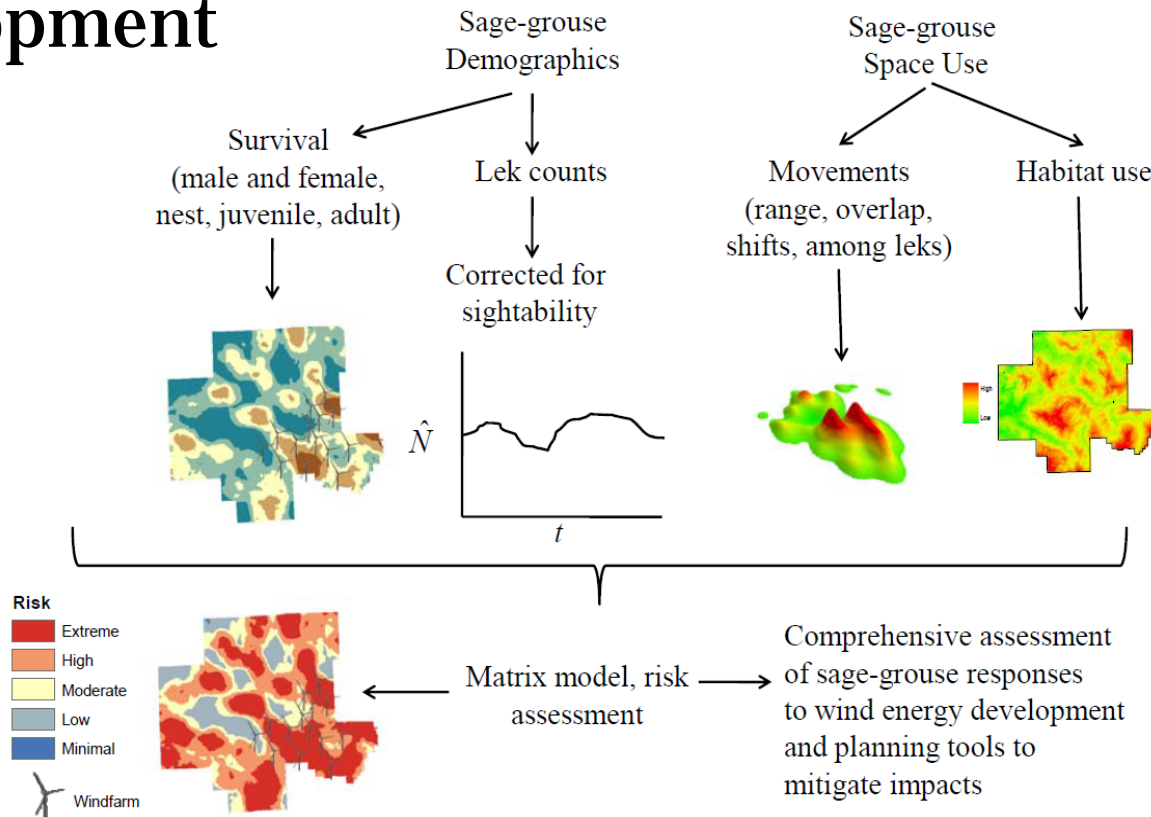 opment
Sage-grouse
Demographics
Sage-grouse
Space Use
Survival
(male and female,
nest, juvenile, adult)
Lek counts
Movements
(range, overlap,
shifts, among leks)
Habitat use
Corrected for
sightability
N̂
t
High
Low
Risk
Extreme
High
Moderate
Low
Minimal
Windfarm
Matrix model, risk
assessment
Comprehensive assessment
of sage-grouse responses
to wind energy development
and planning tools to
mitigate impacts